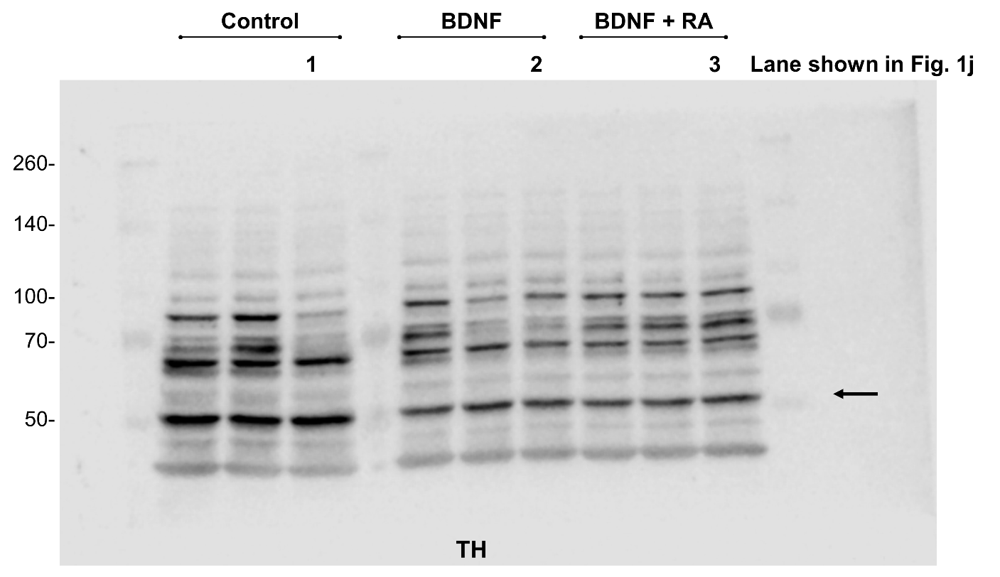 Control BDNF BDNF + RA
1 2 3 Lane shown in Fig. 1j
260-
140-
100-
70-
50-
TH